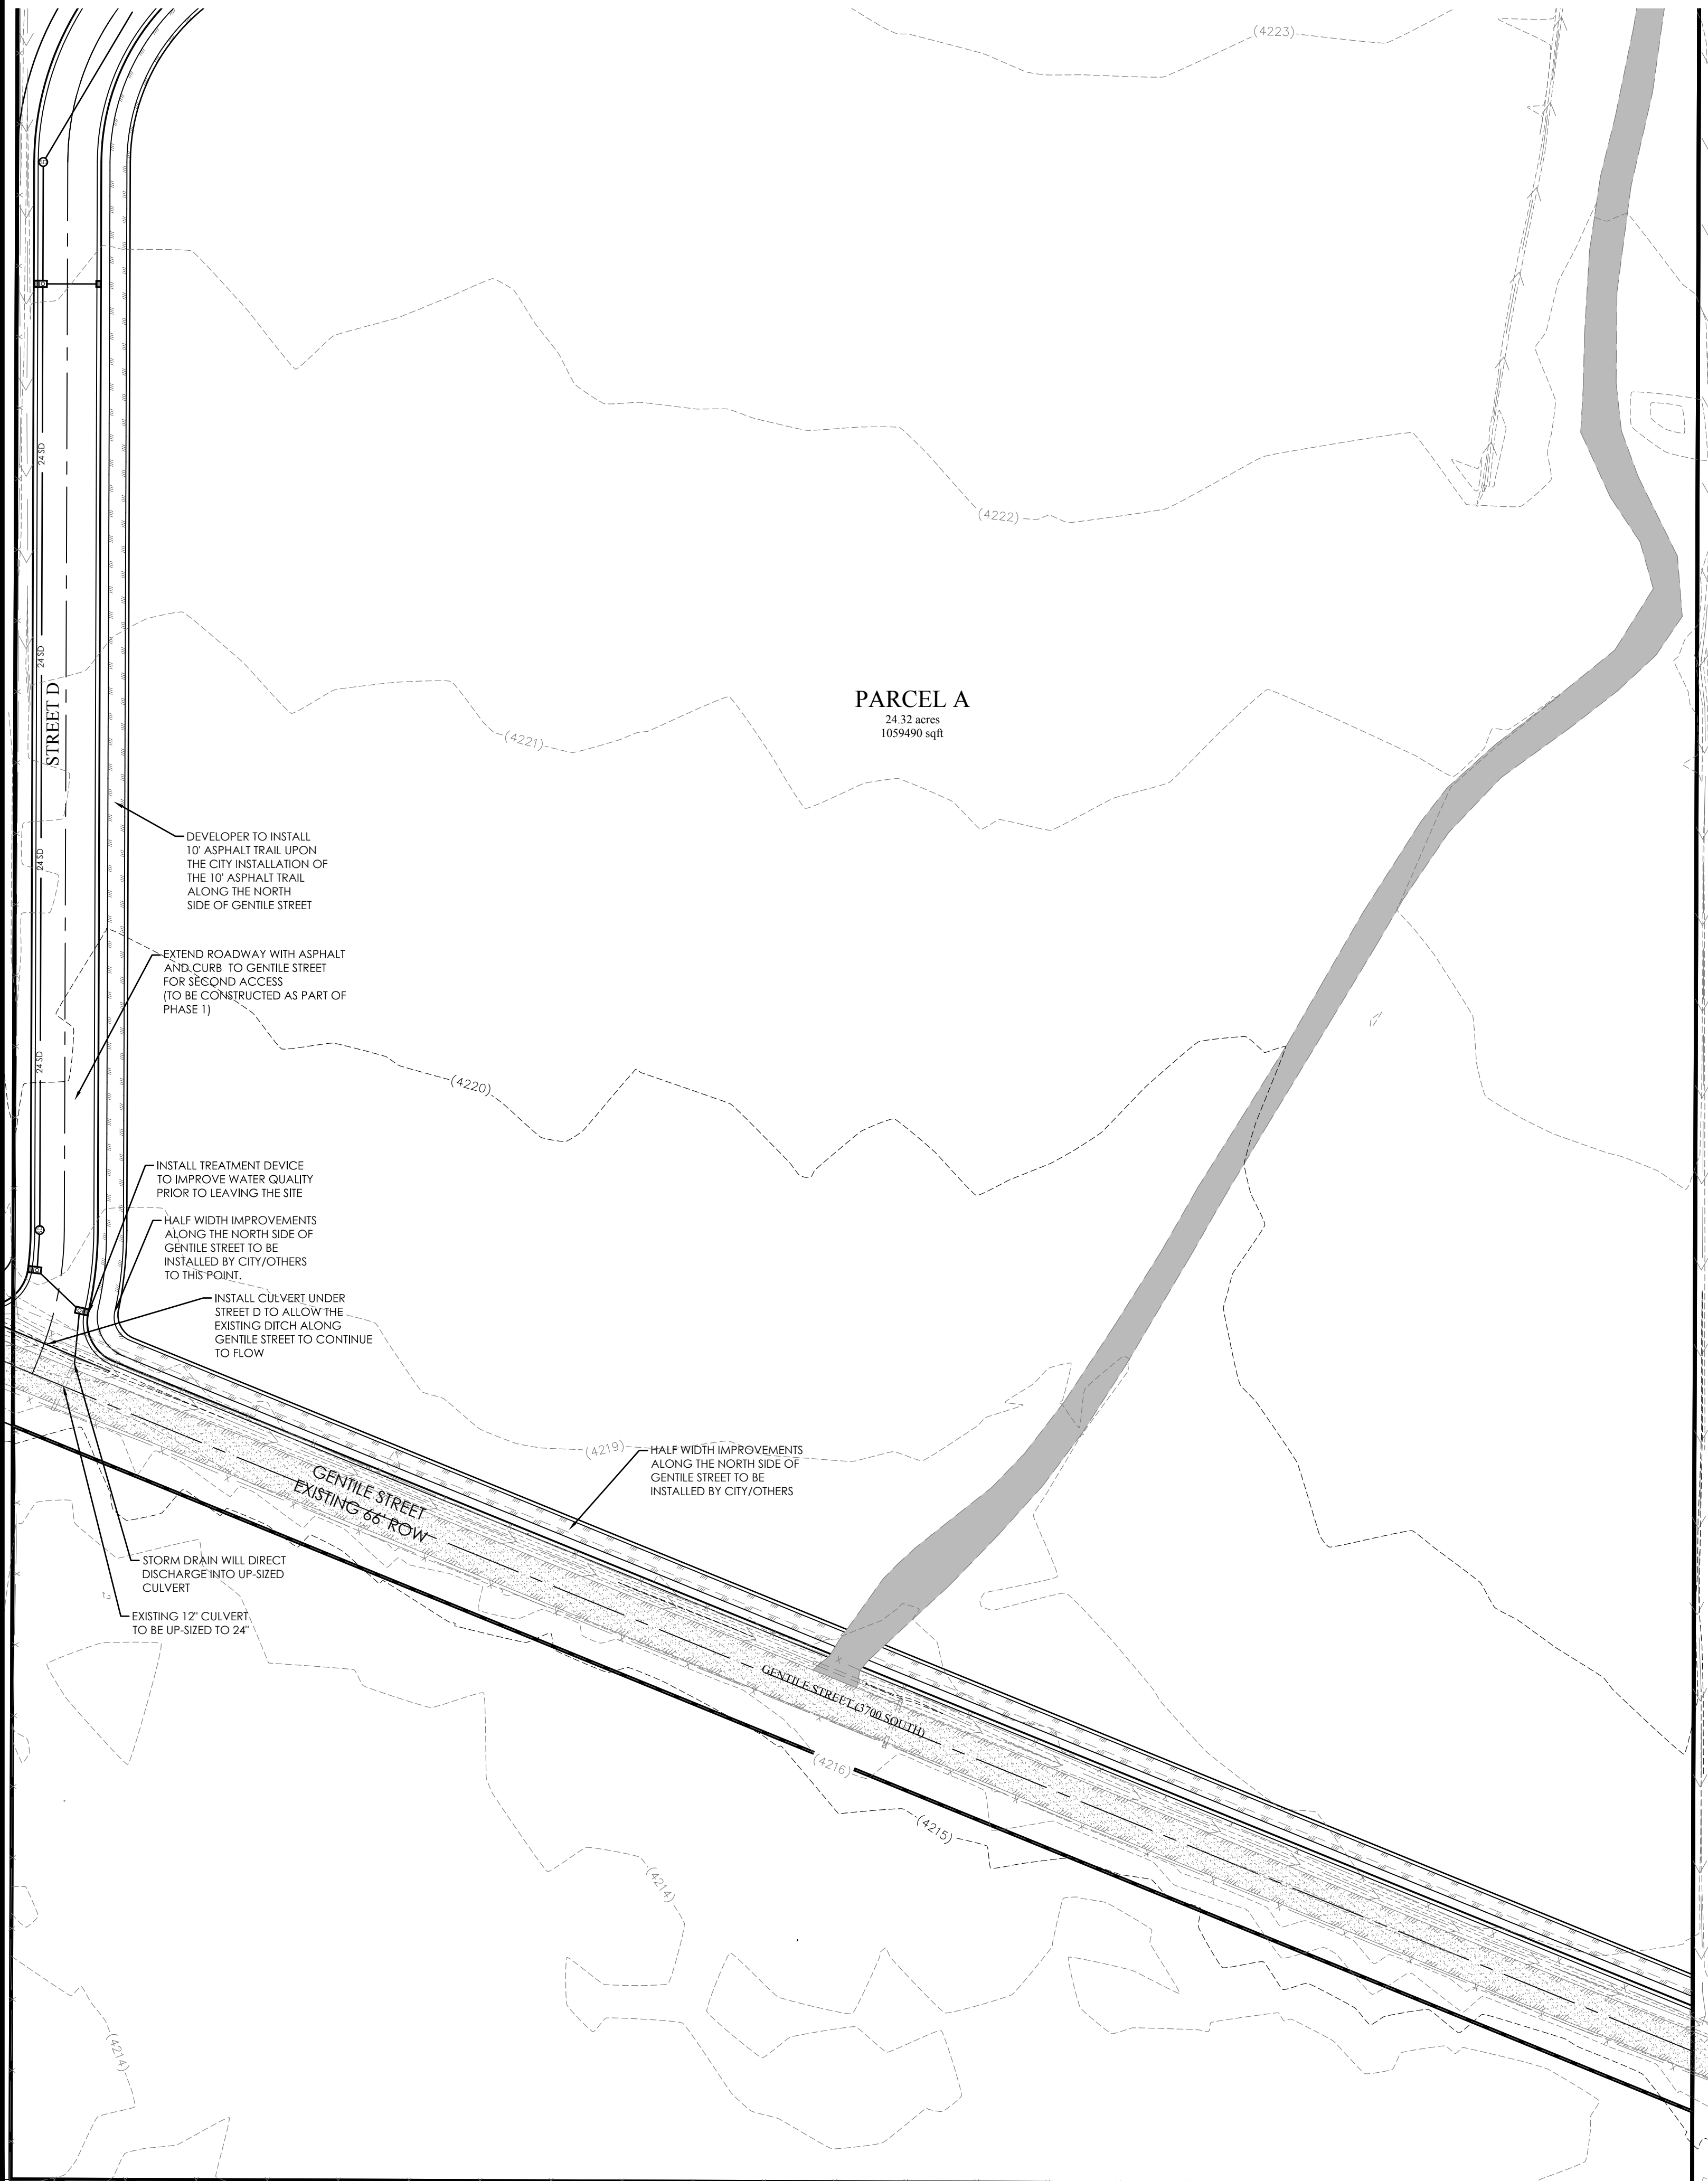 (4223)
24 SD
(4222)
24 SD
STREET D
PARCEL A
24.32 acres
1059490 sqft
(4221)
DEVELOPER TO INSTALL
10' ASPHALT TRAIL UPON
THE CITY INSTALLATION OF
THE 10' ASPHALT TRAIL
ALONG THE NORTH
SIDE OF GENTILE STREET
24 SD
EXTEND ROADWAY WITH ASPHALT
AND CURB TO GENTILE STREET
FOR SECOND ACCESS
(TO BE CONSTRUCTED AS PART OF
PHASE 1)
24 SD
(4220)
INSTALL TREATMENT DEVICE
TO IMPROVE WATER QUALITY
PRIOR TO LEAVING THE SITE
HALF WIDTH IMPROVEMENTS
ALONG THE NORTH SIDE OF
GENTILE STREET TO BE
INSTALLED BY CITY/OTHERS
TO THIS POINT.
INSTALL CULVERT UNDER
STREET D TO ALLOW THE
EXISTING DITCH ALONG
GENTILE STREET TO CONTINUE
TO FLOW
(4219)
HALF WIDTH IMPROVEMENTS
ALONG THE NORTH SIDE OF
GENTILE STREET TO BE
INSTALLED BY CITY/OTHERS
GENTILE STREET
EXISTING 66' ROW
STORM DRAIN WILL DIRECT
DISCHARGE INTO UP-SIZED
CULVERT
EXISTING 12" CULVERT
TO BE UP-SIZED TO 24"
GENTILE STREET (3700 SOUTH)
(4216)
(4215)
(4214)
(4214)